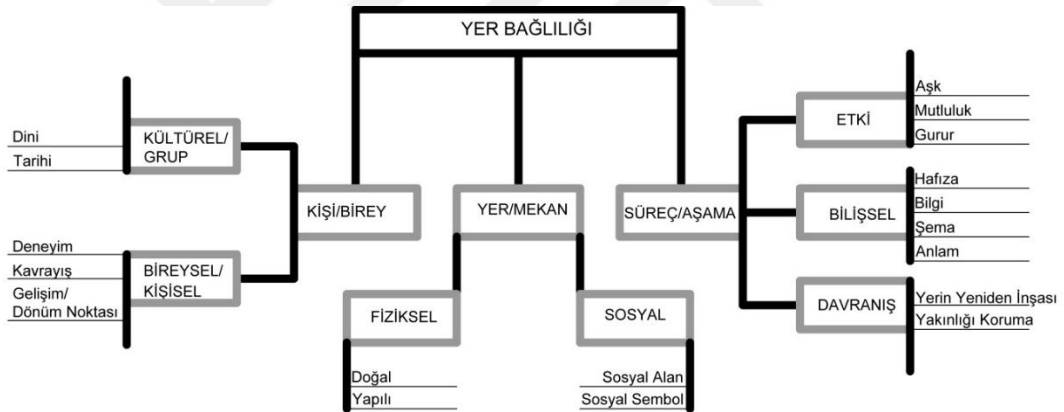 YER BAĞLILIĞI
KİŞİ/BİREY
KÜLTÜREL/
GRUP
Dini
Tarihi
BİREYSEL/
KİŞİSEL
Deneyim
Kavrayış
Gelişim/
Dönüm Noktası
YER/MEKAN
FİZİKSEL
Doğal
Yapılı
SOSYAL
Sosyal Alan
Sosyal Sembol
SÜREÇ/AŞAMA
ETKİ
Aşk
Mutluluk
Gurur
BİLİŞSEL
Hafıza
Bilgi
Şema
Anlam
DAVRANIŞ
Yerin Yeniden İnşası
Yakınlığı Koruma